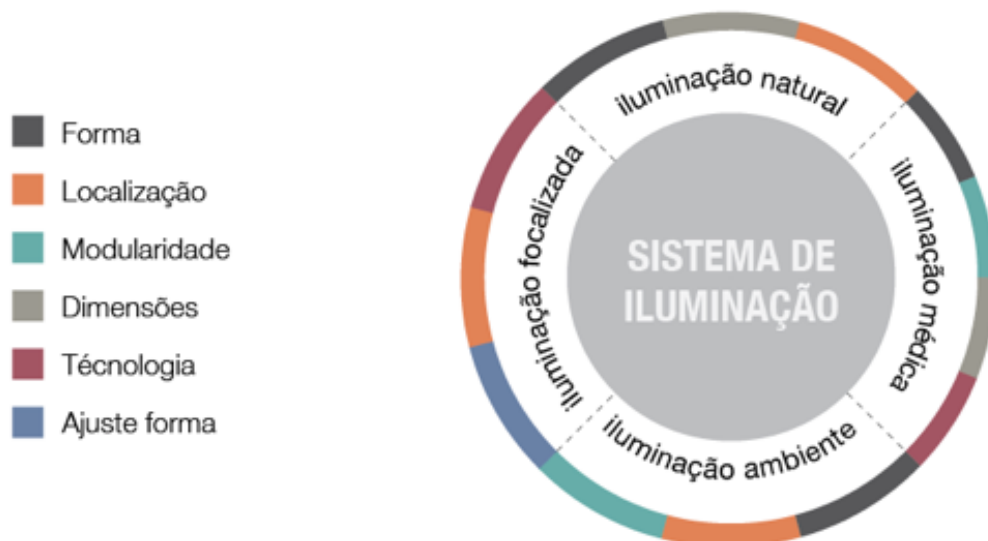 Forma
Localização
Modularidade
Dimensões
Técnologia
Ajuste forma
iluminação natural
iluminação médica
iluminação ambiente
iluminação focalizada
SISTEMA DE
ILUMINAÇÃO